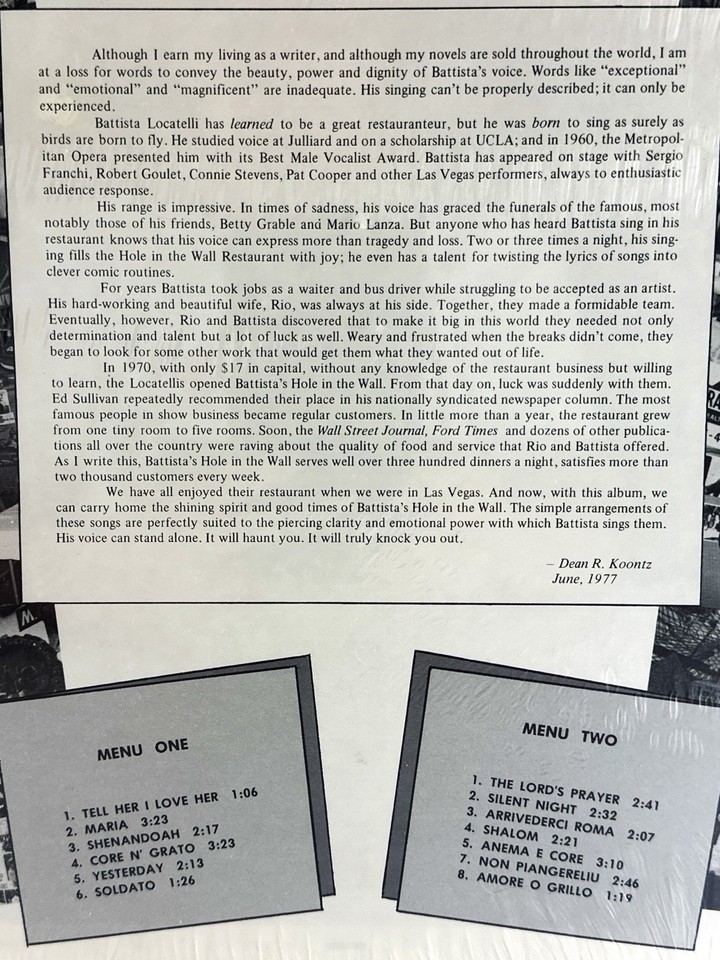 Although I earn my living as a writer, and although my novels are sold throughout the world, I am
at a loss for words to convey the beauty, power and dignity of Battista's voice. Words like “exceptional”
and “emotional” and “magnificent” are inadequate. His singing can't be properly described; it can only be
experienced.
Battista Locatelli has learned to be a great restauranteur, but he was born to sing as surely as
birds are born to fly. He studied voice at Julliard and on a scholarship at UCLA; and in 1960, the Metropol-
itan Opera presented him with its Best Male Vocalist Award. Battista has appeared on stage with Sergio
Franchi, Robert Goulet, Connie Stevens, Pat Cooper and other Las Vegas performers, always to enthusiastic
audience response.
His range is impressive. In times of sadness, his voice has graced the funerals of the famous, most
notably those of his friends, Betty Grable and Mario Lanza. But anyone who has heard Battista sing in his
restaurant knows that his voice can express more than tragedy and loss. Two or three times a night, his sing-
ing fills the Hole in the Wall Restaurant with joy; he even has a talent for twisting the lyrics of songs into
clever comic routines.
For years Battista took jobs as a waiter and bus driver while struggling to be accepted as an artist.
His hard-working and beautiful wife, Rio, was always at his side. Together, they made a formidable team.
Eventually, however, Rio and Battista discovered that to make it big in this world they needed not only
determination and talent but a lot of luck as well. Weary and frustrated when the breaks didn't come, they
began to look for some other work that would get them what they wanted out of life.
In 1970, with only $17 in capital, without any knowledge of the restaurant business but willing
to learn, the Locatellis opened Battista's Hole in the Wall. From that day on, luck was suddenly with them.
Ed Sullivan repeatedly recommended their place in his nationally syndicated newspaper column. The most
famous people in show business became regular customers. In little more than a year, the restaurant grew
from one tiny room to five rooms. Soon, the Wall Street Journal, Ford Times and dozens of other publica-
tions all over the country were raving about the quality of food and service that Rio and Battista offered.
As I write this, Battista's Hole in the Wall serves well over three hundred dinners a night, satisfies more than
two thousand customers every week.
We have all enjoyed their restaurant when we were in Las Vegas. And now, with this album, we
can carry home the shining spirit and good times of Battista's Hole in the Wall. The simple arrangements of
these songs are perfectly suited to the piercing clarity and emotional power with which Battista sings them.
His voice can stand alone. It will haunt you. It will truly knock you out.
– Dean R. Koontz
June, 1977
MENU ONE
1. TELL HER I LOVE HER 1:06
2. MARIA 3:23
3. SHENANDOAH 2:17
4. CORE N' GRATO 3:23
5. YESTERDAY 2:13
6. SOLDATO 1:26
MENU TWO
1. THE LORD'S PRAYER 2:41
2. SILENT NIGHT 2:32
3. ARRIVEDERCI ROMA 2:07
4. SHALOM 2:21
5. ANEMA E CORE 3:10
7. NON PIANGERELIU 2:46
8. AMORE O GRILLO 1:19